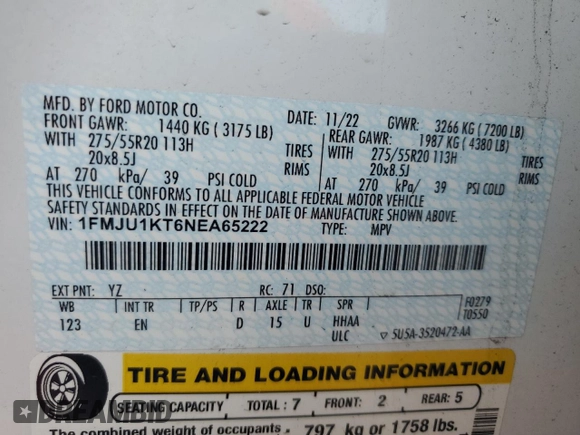 MFD. BY FORD MOTOR CO.
DATE: 11/22 GVWR: 3266 KG ( 7200 LB)
FRONT GAWR: 1440 KG ( 3175 LB) REAR GAWR: 1987 KG ( 4380 LB)
WITH 275/55R20 113H TIRES WITH 275/55R20 113H TIRES
20x8.5J RIMS 20x8.5J RIMS
AT 270 kPa/ 39 PSI COLD AT 270 kPa/ 39 PSI COLD
THIS VEHICLE CONFORMS TO ALL APPLICABLE FEDERAL MOTOR VEHICLE
SAFETY STANDARDS IN EFFECT ON THE DATE OF MANUFACTURE SHOWN ABOVE.
VIN: 1FMJU1KT6NEA65222 TYPE: MPV
EXT PNT: YZ RC: 71 DSO:
WB INT TR TP/PS R AXLE TR SPR F0279
T0550
123 EN D 15 U HHAA
ULC 5U5A-3520472-AA
TIRE AND LOADING INFORMATION
SEATING CAPACITY TOTAL : 7 FRONT: 2 REAR: 5
The combined weight of occupants 797 kg or 1758 lbs.
DREAMBID